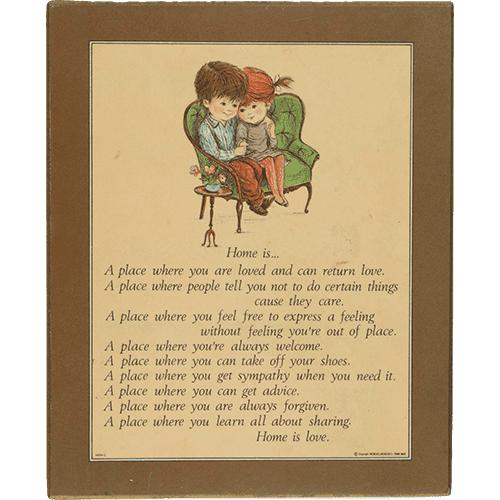 Home is...
A place where you are loved and can return love.
A place where people tell you not to do certain things
cause they care.
A place where you feel free to express a feeling
without feeling you're out of place.
A place where you're always welcome.
A place where you can take off your shoes.
A place where you get sympathy when you need it.
A place where you can get advice.
A place where you are always forgiven.
A place where you learn all about sharing.
Home is love.